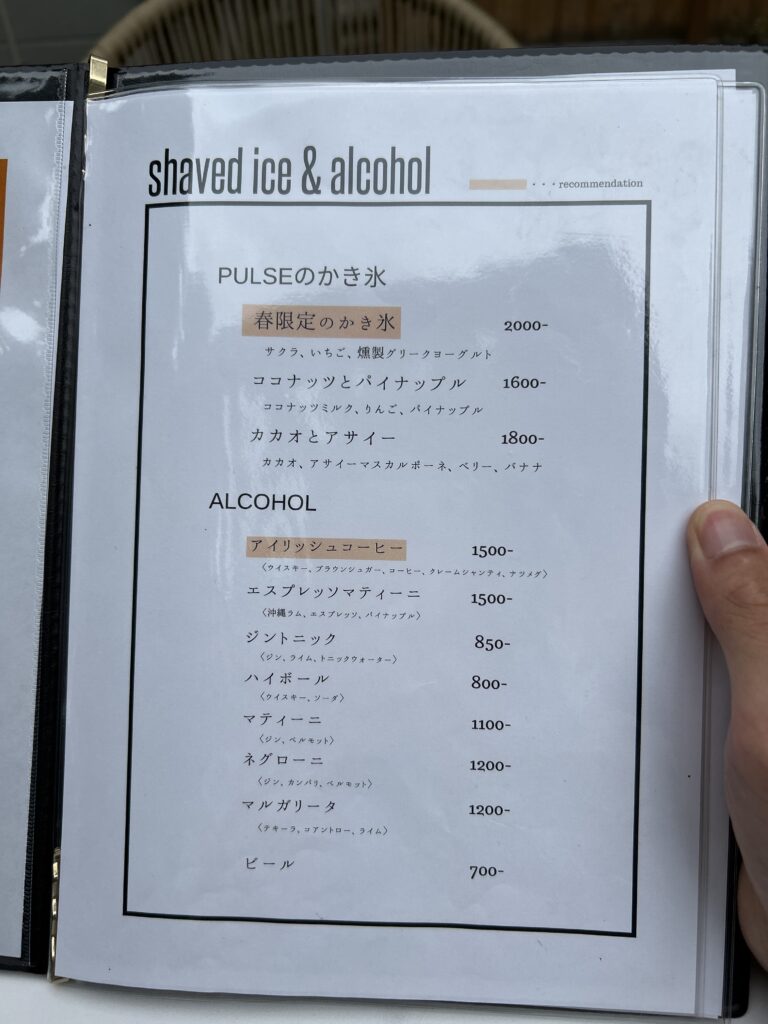 shaved ice & alcohol
・・・recommendation
PULSEのかき氷
春限定のかき氷 2000-
サクラ、いちご、燻製グリークヨーグルト
ココナッツとパイナップル 1600-
ココナッツミルク、りんご、パイナップル
カカオとアサイー 1800-
カカオ、アサイーマスカルポーネ、ベリー、バナナ
ALCOHOL
アイリッシュコーヒー 1500-
〈ウイスキー、ブラウンシュガー、コーヒー、クレームシャンティ、ナツメグ〉
エスプレッソマティーニ 1500-
〈沖縄ラム、エスプレッソ、パイナップル〉
ジントニック 850-
〈ジン、ライム、トニックウォーター〉
ハイボール 800-
〈ウイスキー、ソーダ〉
マティーニ 1100-
〈ジン、ベルモット〉
ネグローニ 1200-
〈ジン、カンパリ、ベルモット〉
マルガリータ 1200-
〈テキーラ、コアントロー、ライム〉
ビール 700-